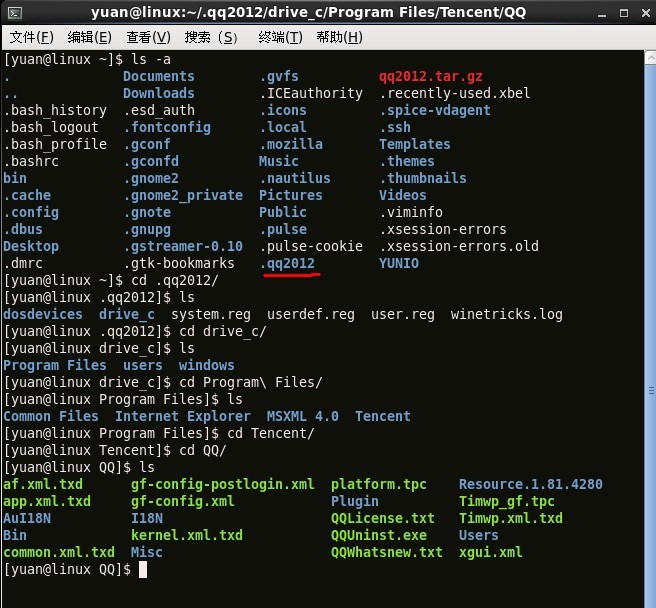 yuan@linux:~/.qq2012/drive_c/Program Files/Tencent/QQ
文件(F) 编辑(E) 查看(V) 搜索 (S) 终端(T) 帮助(H)
[yuan@linux ~]$ ls -a
. Documents .gvfs qq2012.tar.gz
.. Downloads .ICEauthority .recently-used.xbel
.bash_history .esd_auth .icons .spice-vdagent
.bash_logout .fontconfig .local .ssh
.bash_profile .gconf .mozilla Templates
.bashrc .gconfd Music .themes
bin .gnome2 .nautilus .thumbnails
.cache .gnome2_private Pictures Videos
.config .gnote Public .viminfo
.dbus .gnupg .pulse .xsession-errors
Desktop .gstreamer-0.10 .pulse-cookie .xsession-errors.old
.dmrc .gtk-bookmarks .qq2012 YUNIO
[yuan@linux ~]$ cd .qq2012/
[yuan@linux .qq2012]$ ls
dosdevices drive_c system.reg userdef.reg user.reg winetricks.log
[yuan@linux .qq2012]$ cd drive_c/
[yuan@linux drive_c]$ ls
Program Files users windows
[yuan@linux drive_c]$ cd Program\ Files/
[yuan@linux Program Files]$ ls
Common Files Internet Explorer MSXML 4.0 Tencent
[yuan@linux Program Files]$ cd Tencent/
[yuan@linux Tencent]$ cd QQ/
[yuan@linux QQ]$ ls
af.xml.txd gf-config-postlogin.xml platform.tpc Resource.1.81.4280
app.xml.txd gf-config.xml Plugin Timwp_gf.tpc
AuI18N I18N QQLicense.txt Timwp.xml.txd
Bin kernel.xml.txd QQUninst.exe Users
common.xml.txd Misc QQWhatsnew.txt xgui.xml
[yuan@linux QQ]$